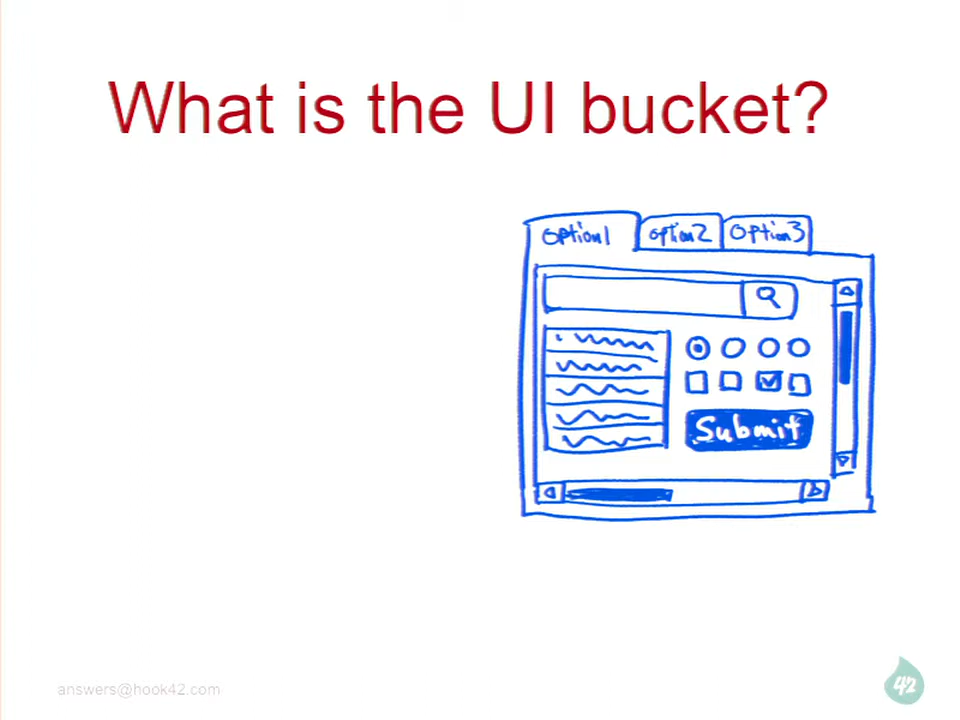 What is the UI bucket?
option1 option2 Option3
Submit
answers@hook42.com
42